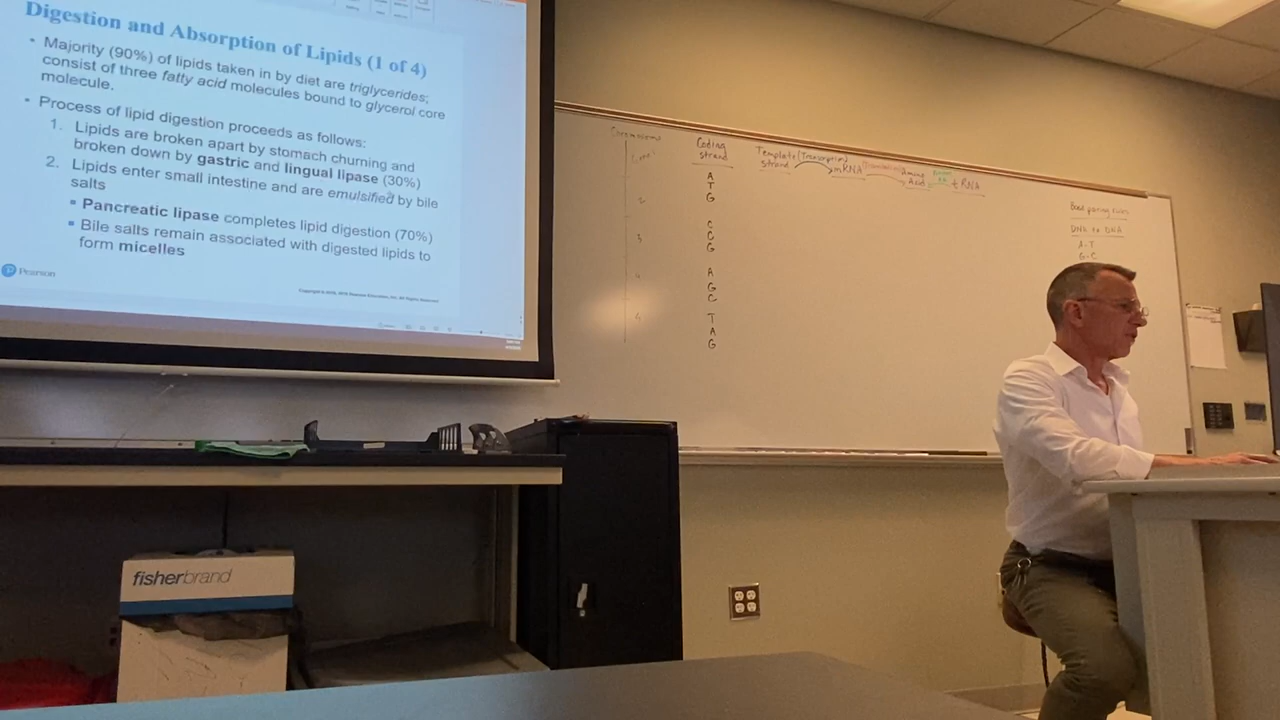 Digestion and Absorption of Lipids (1 of 4)
• Majority (90%) of lipids taken in by diet are triglycerides;
consist of three fatty acid molecules bound to glycerol core
molecule.
• Process of lipid digestion proceeds as follows:
1. Lipids are broken apart by stomach churning and
broken down by gastric and lingual lipase (30%)
2. Lipids enter small intestine and are emulsified by bile
salts
▪ Pancreatic lipase completes lipid digestion (70%)
▪ Bile salts remain associated with digested lipids to
form micelles
Pearson
Coding
strand
A
T
G
C
C
G
A
G
C
T
A
G
2
3
4
Template
strand
mRNA
Amino
Acid
tRNA
DNA to DNA
A-T
G-C
fisherbrand